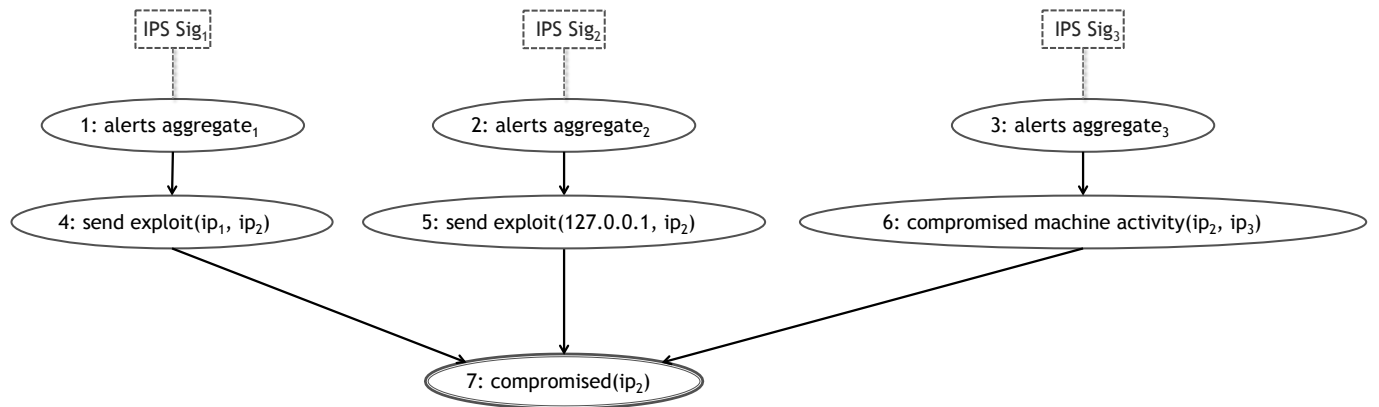 IPS Sig₁
IPS Sig₂
IPS Sig₃
1: alerts aggregate₁
2: alerts aggregate₂
3: alerts aggregate₃
4: send exploit(ip₁, ip₂)
5: send exploit(127.0.0.1, ip₂)
6: compromised machine activity(ip₂, ip₃)
7: compromised(ip₂)